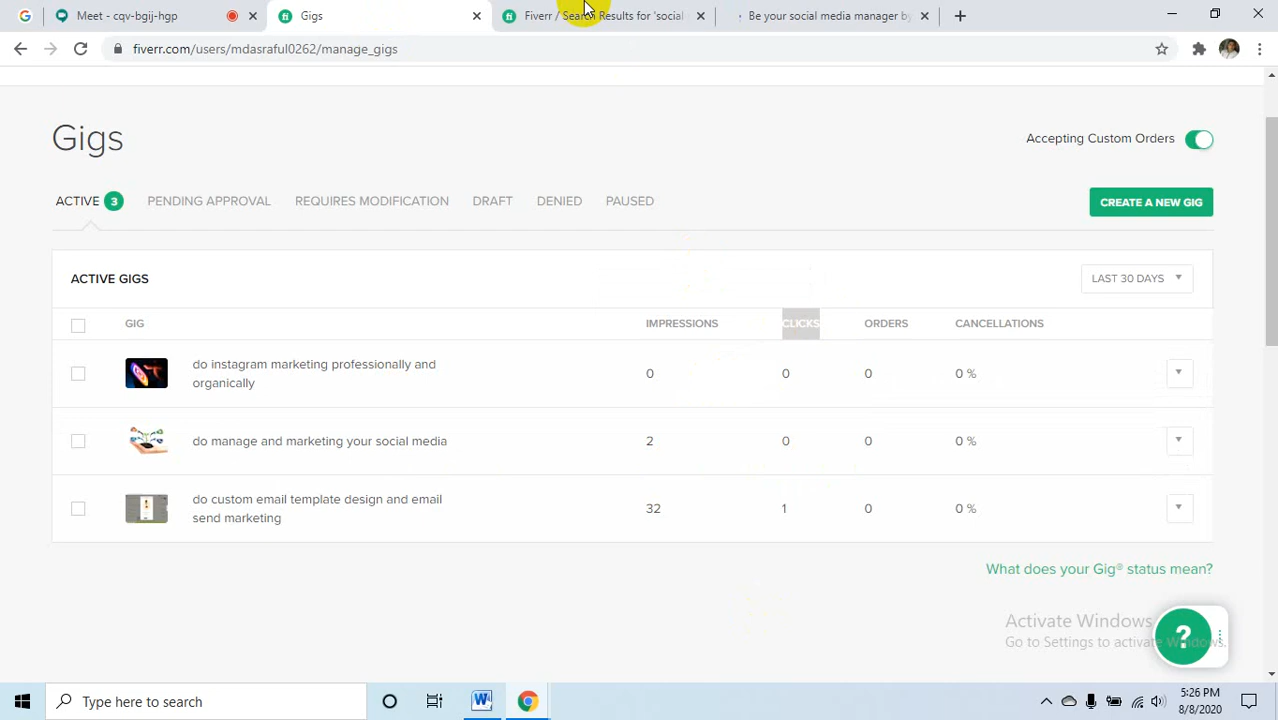 Meet - cqv-bgij-hgp
Gigs
Fiverr / Search Results for 'social
Be your social media manager by
fiverr.com/users/mdasraful0262/manage_gigs
Gigs
Accepting Custom Orders
ACTIVE 3 PENDING APPROVAL REQUIRES MODIFICATION DRAFT DENIED PAUSED
CREATE A NEW GIG
ACTIVE GIGS
LAST 30 DAYS
GIG IMPRESSIONS CLICKS ORDERS CANCELLATIONS
do instagram marketing professionally and
organically
0 0 0 0 %
do manage and marketing your social media 2 0 0 0 %
do custom email template design and email
send marketing
32 1 0 0 %
What does your Gig® status mean?
Activate Windows
Go to Settings to activate Windows.
?
Type here to search
5:26 PM
8/8/2020